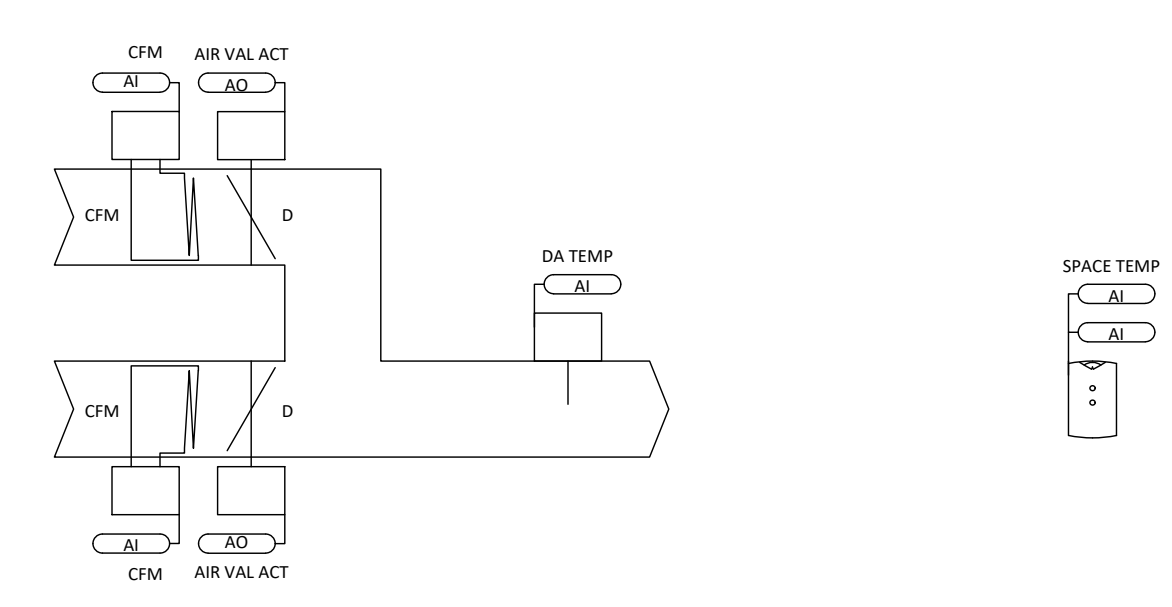 CFM AIR VAL ACT
AI AO
CFM D
DA TEMP
AI
SPACE TEMP
AI
AI
CFM D
AI AO
CFM AIR VAL ACT